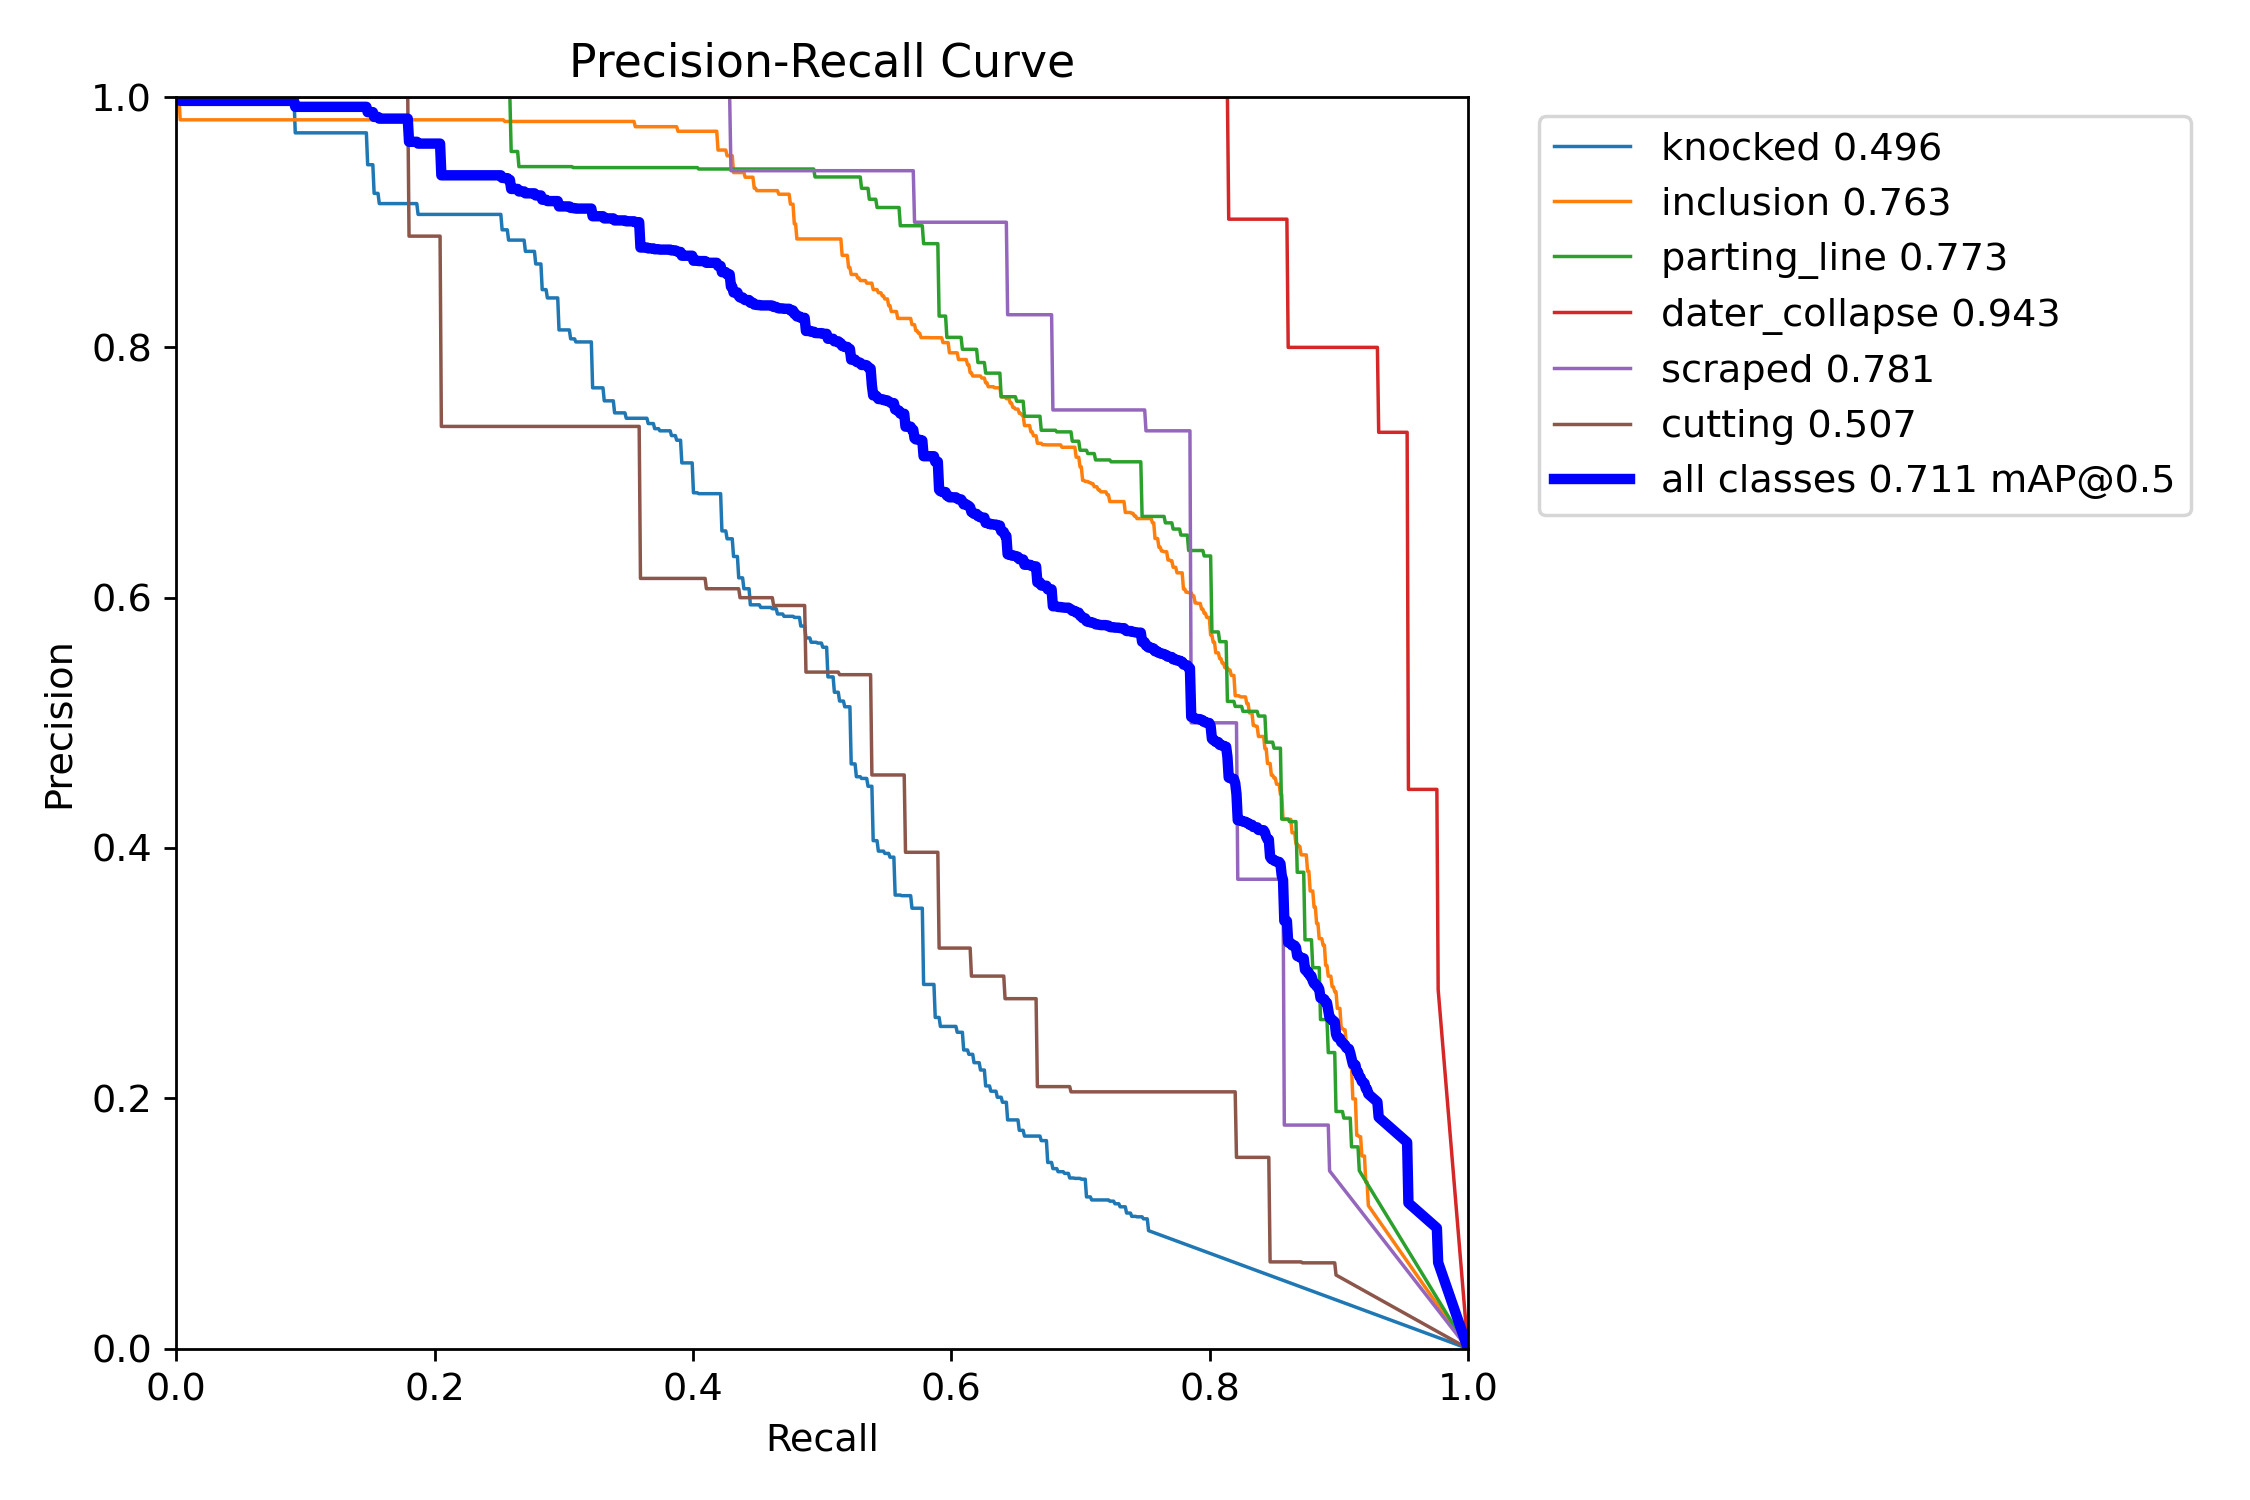 Precision-Recall Curve
1.0
0.8
0.6
0.4
0.2
0.0
Precision
0.0 0.2 0.4 0.6 0.8 1.0
Recall
knocked 0.496
inclusion 0.763
parting_line 0.773
dater_collapse 0.943
scraped 0.781
cutting 0.507
all classes 0.711 mAP@0.5